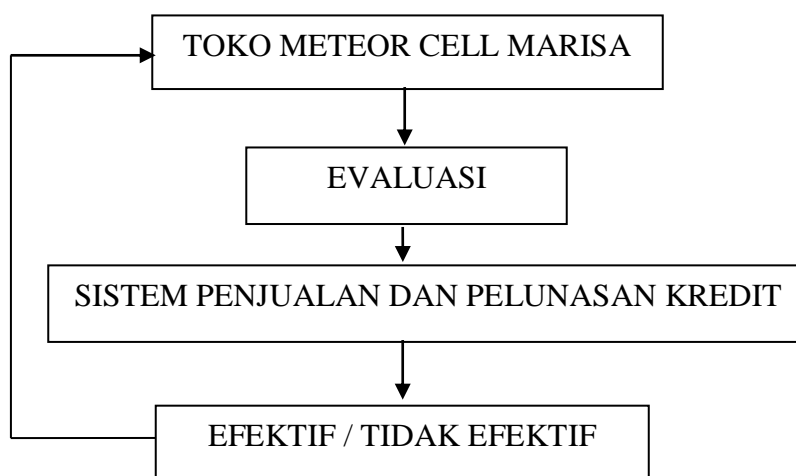 TOKO METEOR CELL MARISA
EVALUASI
SISTEM PENJUALAN DAN PELUNASAN KREDIT
EFEKTIF / TIDAK EFEKTIF